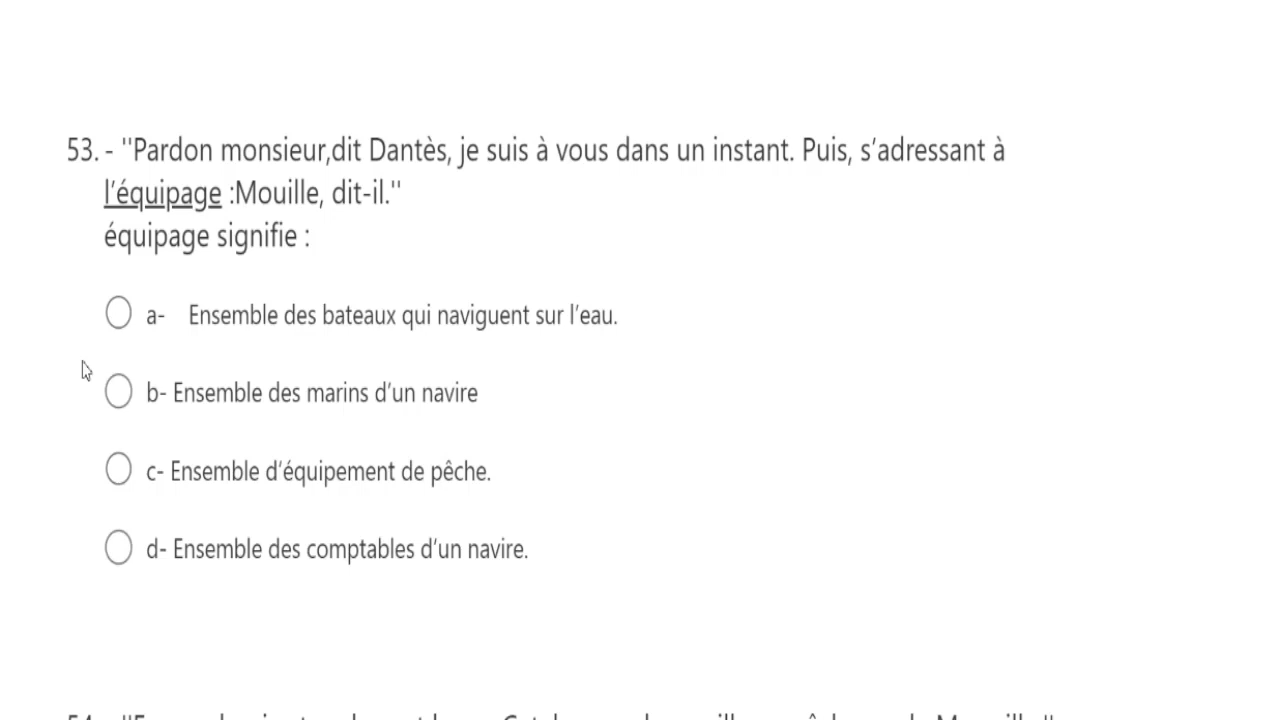 53. - ''Pardon monsieur,dit Dantès, je suis à vous dans un instant. Puis, s’adressant à
l’équipage :Mouille, dit-il.''
équipage signifie :
a- Ensemble des bateaux qui naviguent sur l’eau.
b- Ensemble des marins d’un navire
c- Ensemble d’équipement de pêche.
d- Ensemble des comptables d’un navire.